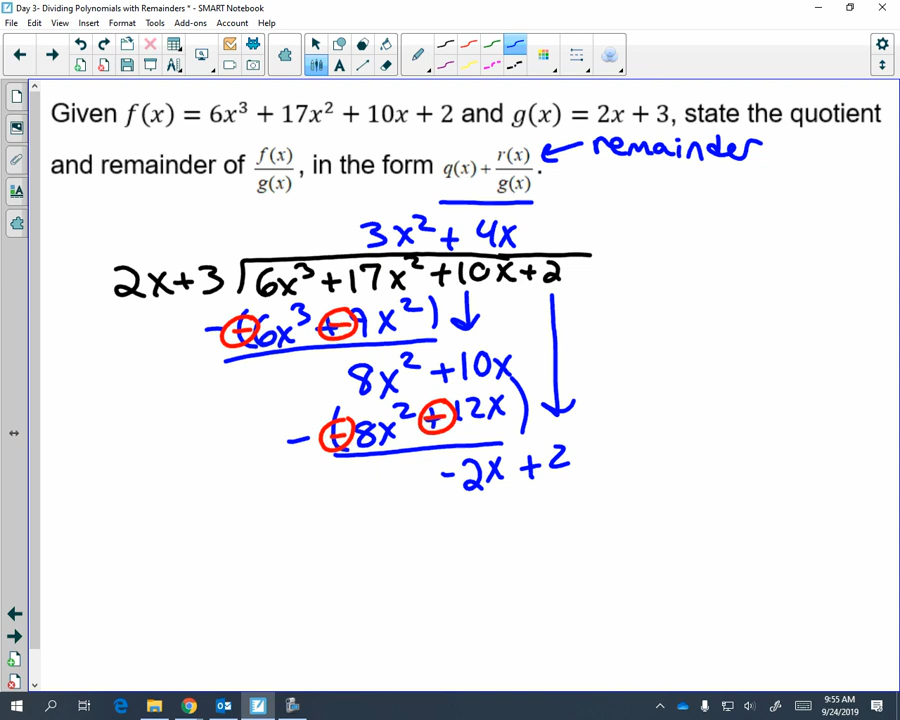 Day 3- Dividing Polynomials with Remainders * - SMART Notebook
File Edit View Insert Format Tools Add-ons Account Help
Given f(x) = 6x³ + 17x² + 10x + 2 and g(x) = 2x + 3, state the quotient
and remainder of f(x)/g(x), in the form q(x) + r(x)/g(x). ← remainder
3x² + 4x
2x+3 6x³ +17x² +10x +2
-(6x³ + 9x²)
8x² +10x
-(8x² + 12x)
-2x + 2
9:55 AM
9/24/2019